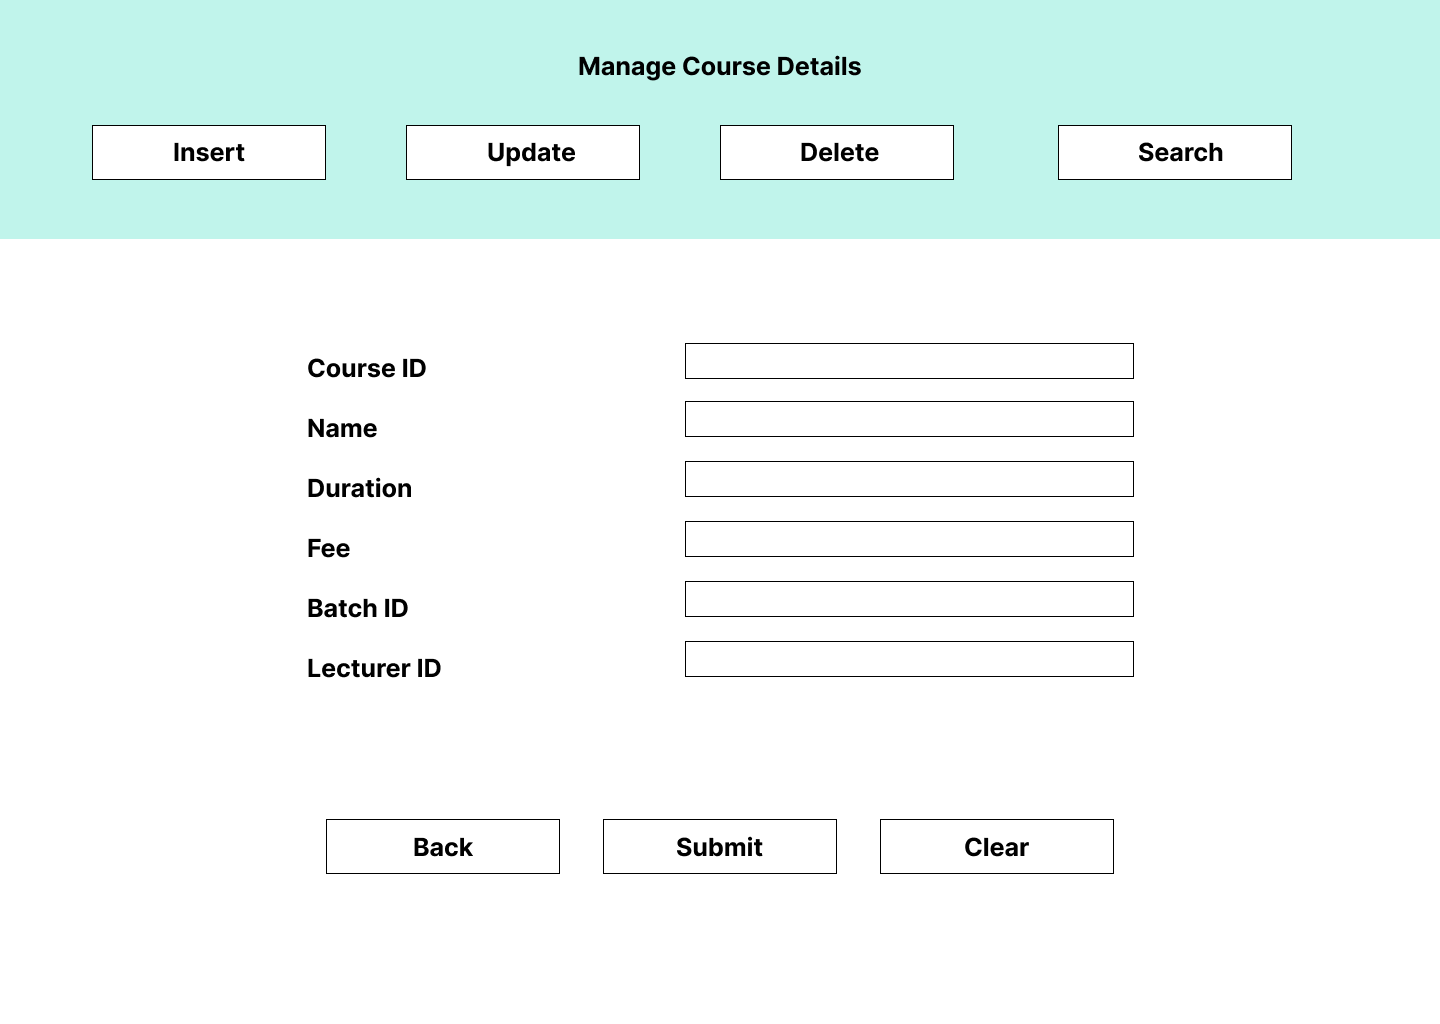 Manage Course Details
Insert
Update
Delete
Search
Course ID
Name
Duration
Fee
Batch ID
Lecturer ID
Back
Submit
Clear